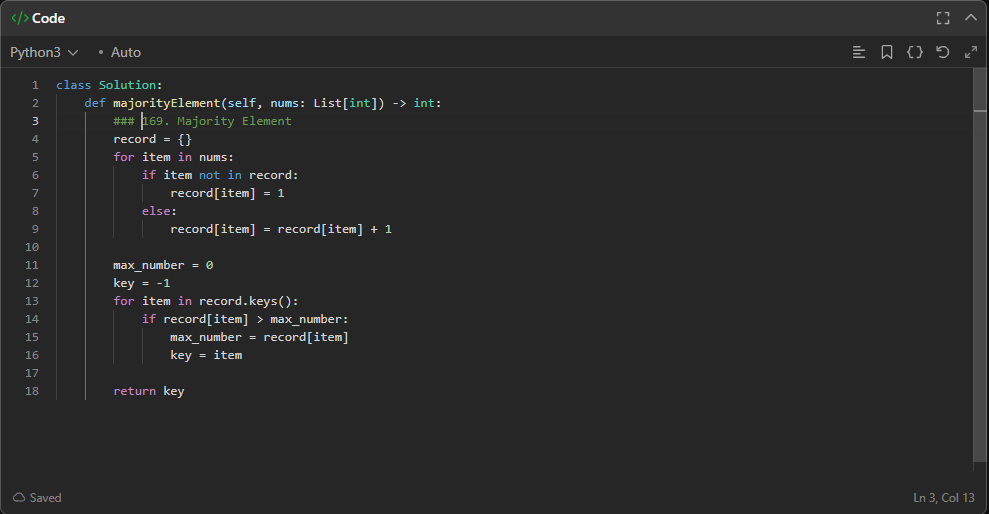 </> Code
Python3 • Auto
1 class Solution:
2     def majorityElement(self, nums: List[int]) -> int:
3         ### 169. Majority Element
4         record = {}
5         for item in nums:
6             if item not in record:
7                 record[item] = 1
8             else:
9                 record[item] = record[item] + 1
10
11         max_number = 0
12         key = -1
13         for item in record.keys():
14             if record[item] > max_number:
15                 max_number = record[item]
16                 key = item
17
18         return key
Saved Ln 3, Col 13